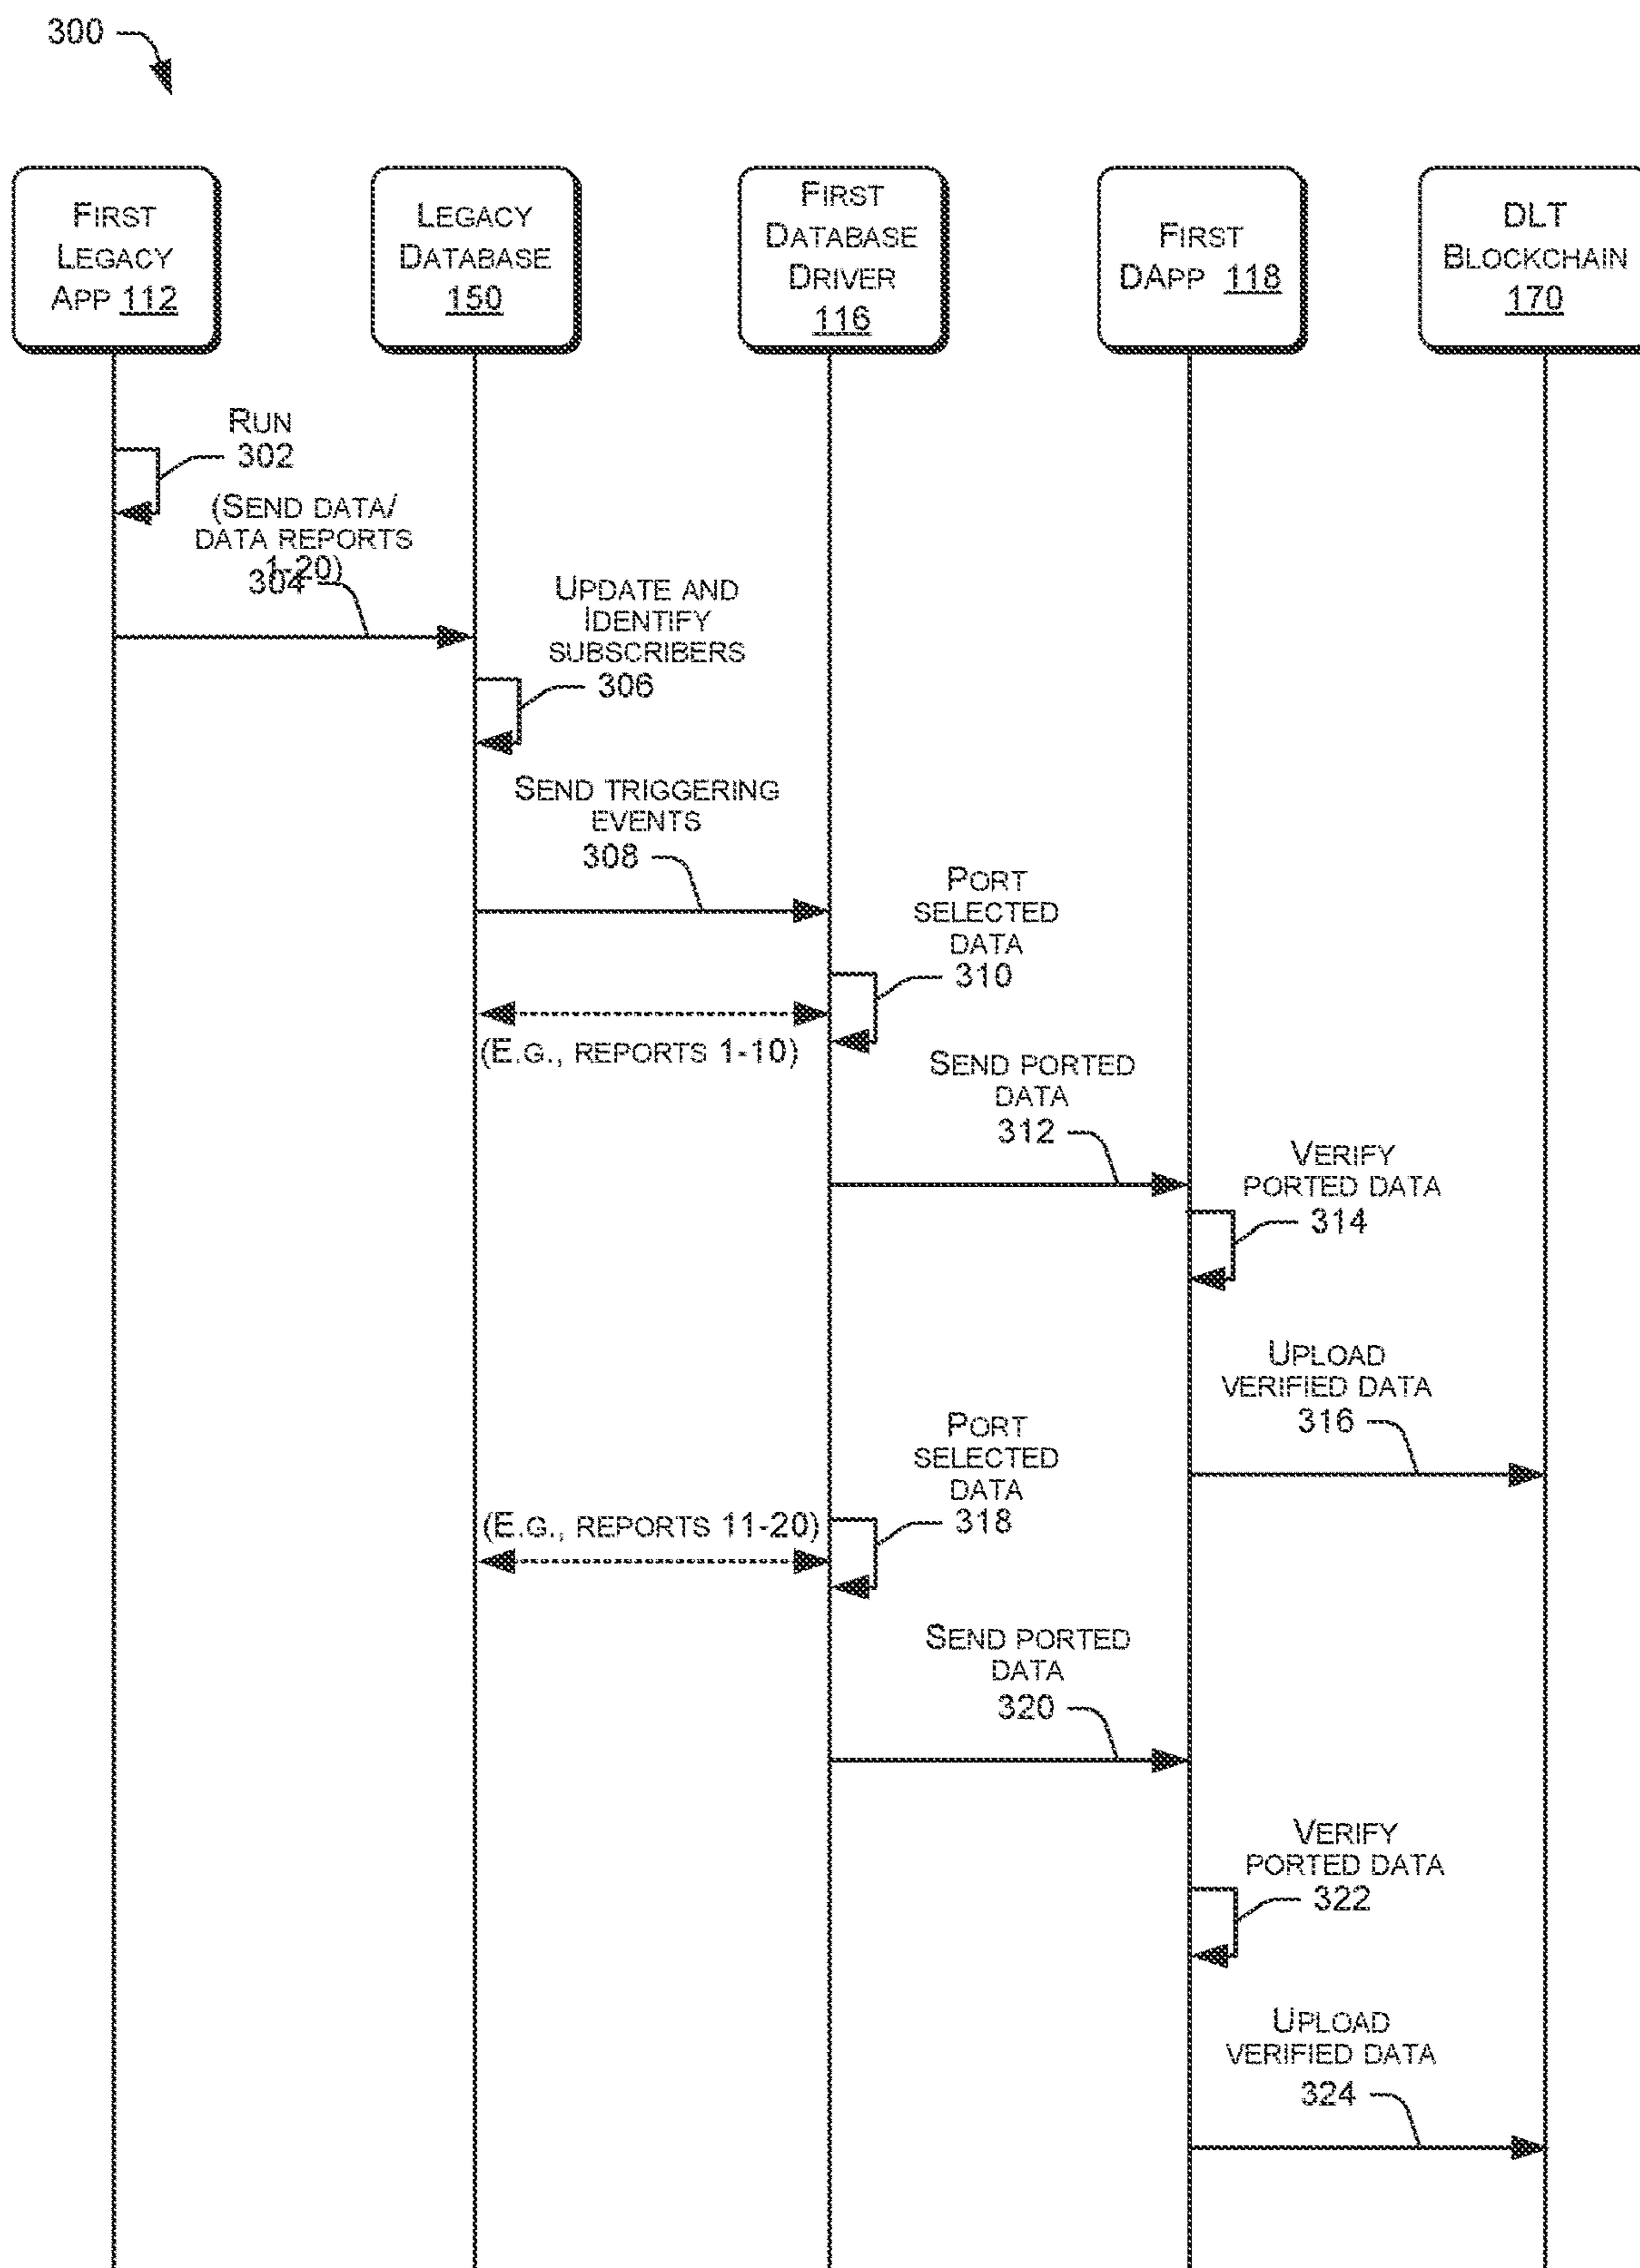 300
FIRST
LEGACY
APP 112
LEGACY
DATABASE
150
FIRST
DATABASE
DRIVER
116
FIRST
DAPP 118
DLT
BLOCKCHAIN
170
RUN
302
(SEND DATA/
DATA REPORTS
1-20)
304
UPDATE AND
IDENTIFY
SUBSCRIBERS
306
SEND TRIGGERING
EVENTS
308
PORT
SELECTED
DATA
310
(E.G., REPORTS 1-10)
SEND PORTED
DATA
312
VERIFY
PORTED DATA
314
UPLOAD
VERIFIED DATA
316
PORT
SELECTED
DATA
318
(E.G., REPORTS 11-20)
SEND PORTED
DATA
320
VERIFY
PORTED DATA
322
UPLOAD
VERIFIED DATA
324